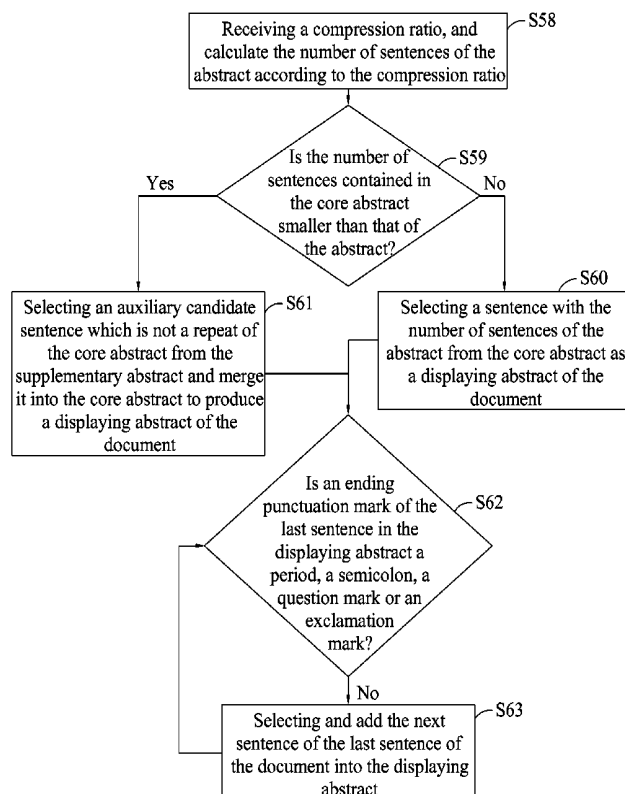 S58
Receiving a compression ratio, and
calculate the number of sentences of the
abstract according to the compression ratio
S59
Is the number of
sentences contained in
the core abstract
smaller than that of
the abstract?
Yes
No
S61
Selecting an auxiliary candidate
sentence which is not a repeat of
the core abstract from the
supplementary abstract and merge
it into the core abstract to produce
a displaying abstract of the
document
S60
Selecting a sentence with the
number of sentences of the
abstract from the core abstract as
a displaying abstract of the
document
S62
Is an ending
punctuation mark of the
last sentence in the
displaying abstract a
period, a semicolon, a
question mark or an
exclamation
mark?
No
S63
Selecting and add the next
sentence of the last sentence of
the document into the displaying
abstract